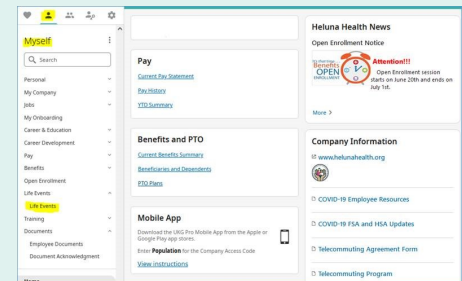 Myself
Search
Personal
My Company
Jobs
My Onboarding
Career & Education
Career Development
Pay
Benefits
Open Enrollment
Life Events
Life Events
Training
Documents
Employee Documents
Document Acknowledgment
Home
Pay
Current Pay Statement
Pay History
YTD Summary
Benefits and PTO
Current Benefits Summary
Beneficiaries and Dependents
PTO Plans
Mobile App
Download the UKG Pro Mobile App from the Apple or
Google Play app stores.
Enter Population for the Company Access Code
View instructions
Heluna Health News
Open Enrollment Notice
Benefits
OPEN
ENROLLMENT
Attention!!!
Open Enrollment session
starts on June 20th and ends on
July 1st.
More >
Company Information
www.helunahealth.org
COVID-19 Employee Resources
COVID-19 FSA and HSA Updates
Telecommuting Agreement Form
Telecommuting Program